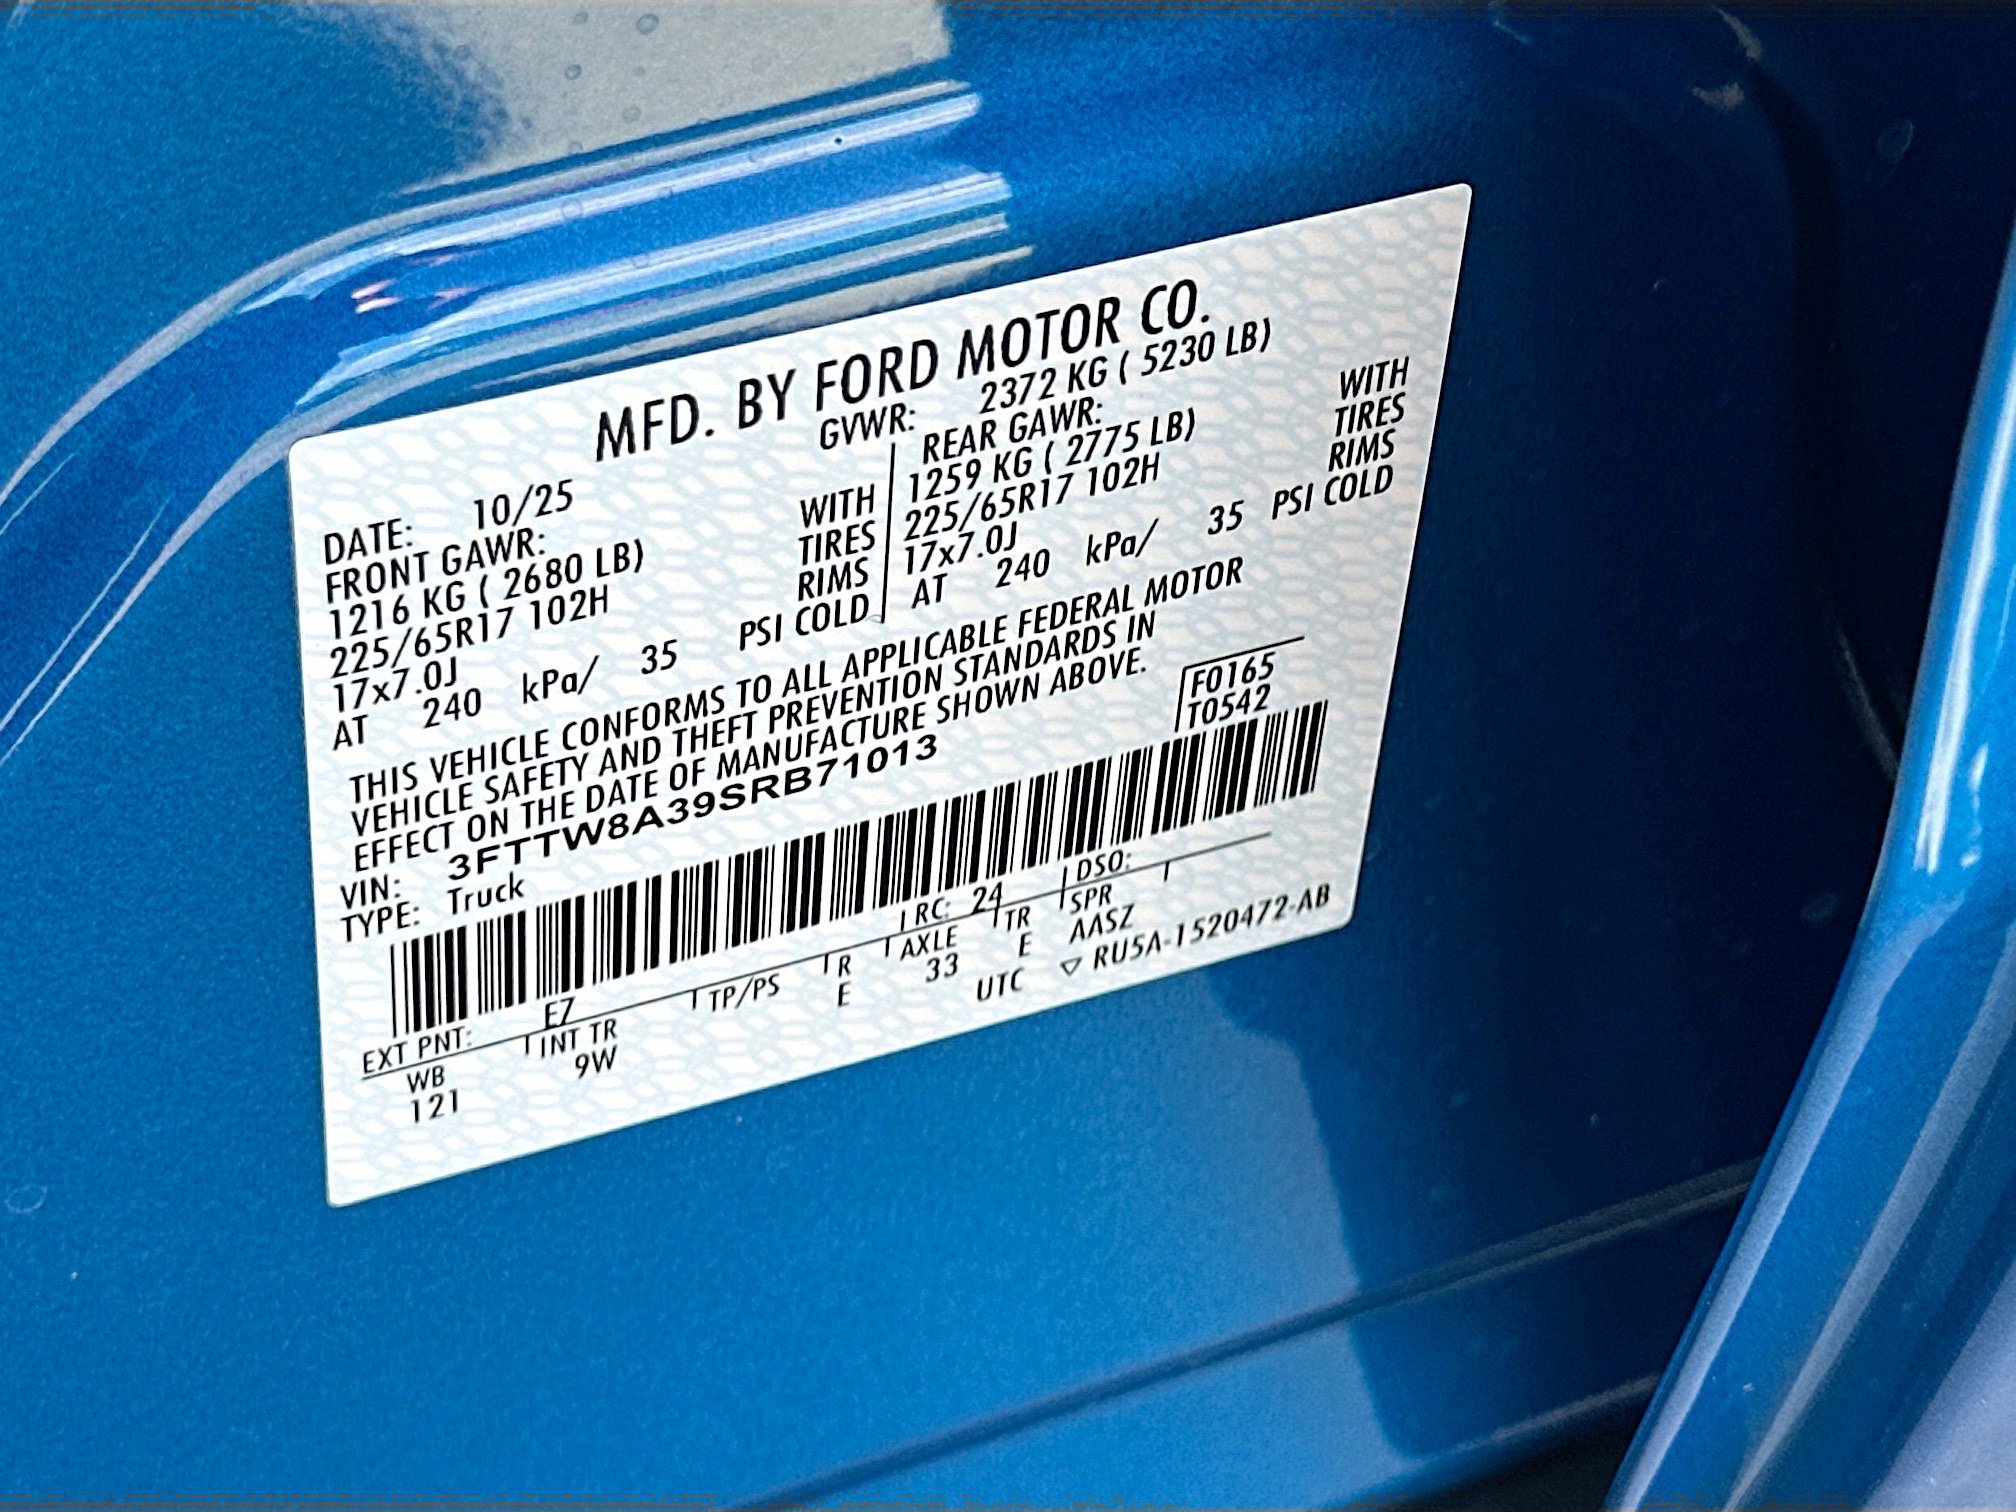 MFD. BY FORD MOTOR CO.
GVWR: 2372 KG ( 5230 LB)
DATE: 10/25
FRONT GAWR:
1216 KG ( 2680 LB) WITH
225/65R17 102H TIRES
17x7.0J RIMS
AT 240 kPa/ 35 PSI COLD
REAR GAWR:
1259 KG ( 2775 LB) WITH
225/65R17 102H TIRES
17x7.0J RIMS
AT 240 kPa/ 35 PSI COLD
THIS VEHICLE CONFORMS TO ALL APPLICABLE FEDERAL MOTOR
VEHICLE SAFETY AND THEFT PREVENTION STANDARDS IN
EFFECT ON THE DATE OF MANUFACTURE SHOWN ABOVE.
F0165
T0542
VIN: 3FTTW8A39SRB71013
TYPE: Truck
EXT PNT: E7 RC: 24 DSO:
WB INT TR TP/PS R AXLE TR SPR
121 9W E 33 E AASZ
UTC ▽ RU5A-1520472-AB